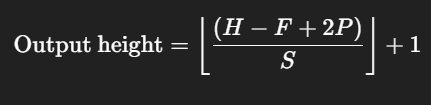 Output height = ⌊(H − F + 2P) / S⌋ + 1